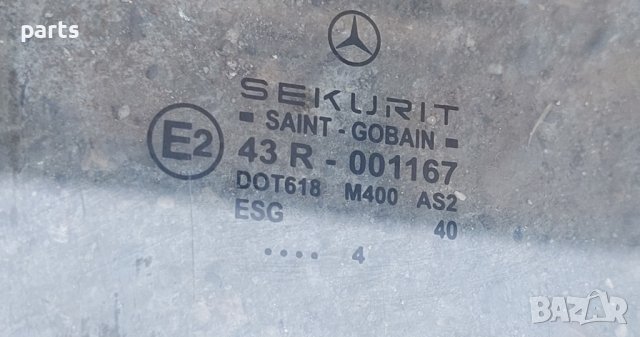 parts
SEKURIT
SAINT - GOBAIN
E2
43 R - 001167
DOT618 M400 AS2
ESG 40
.... 4
BAZAR